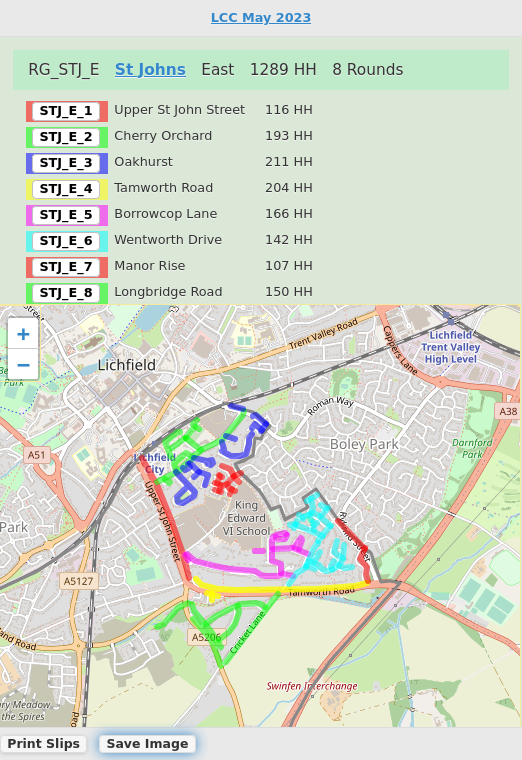 LCC May 2023
RG_STJ_E St Johns East 1289 HH 8 Rounds
STJ_E_1 Upper St John Street 116 HH
STJ_E_2 Cherry Orchard 193 HH
STJ_E_3 Oakhurst 211 HH
STJ_E_4 Tamworth Road 204 HH
STJ_E_5 Borrowcop Lane 166 HH
STJ_E_6 Wentworth Drive 142 HH
STJ_E_7 Manor Rise 107 HH
STJ_E_8 Longbridge Road 150 HH
+
−
Trent Valley Road
Cappers Lane
Lichfield
Trent Valley
High Level
Lichfield
Park
Roman Way
A38
Boley Park
Darnford
Park
A51
Lichfield
City
Upper St John Street
King
Edward
VI School
Park
A5127
Tamworth Road
A5206
Cricket Lane
Swinfen Interchange
Meadow
the Spires
Print Slips
Save Image